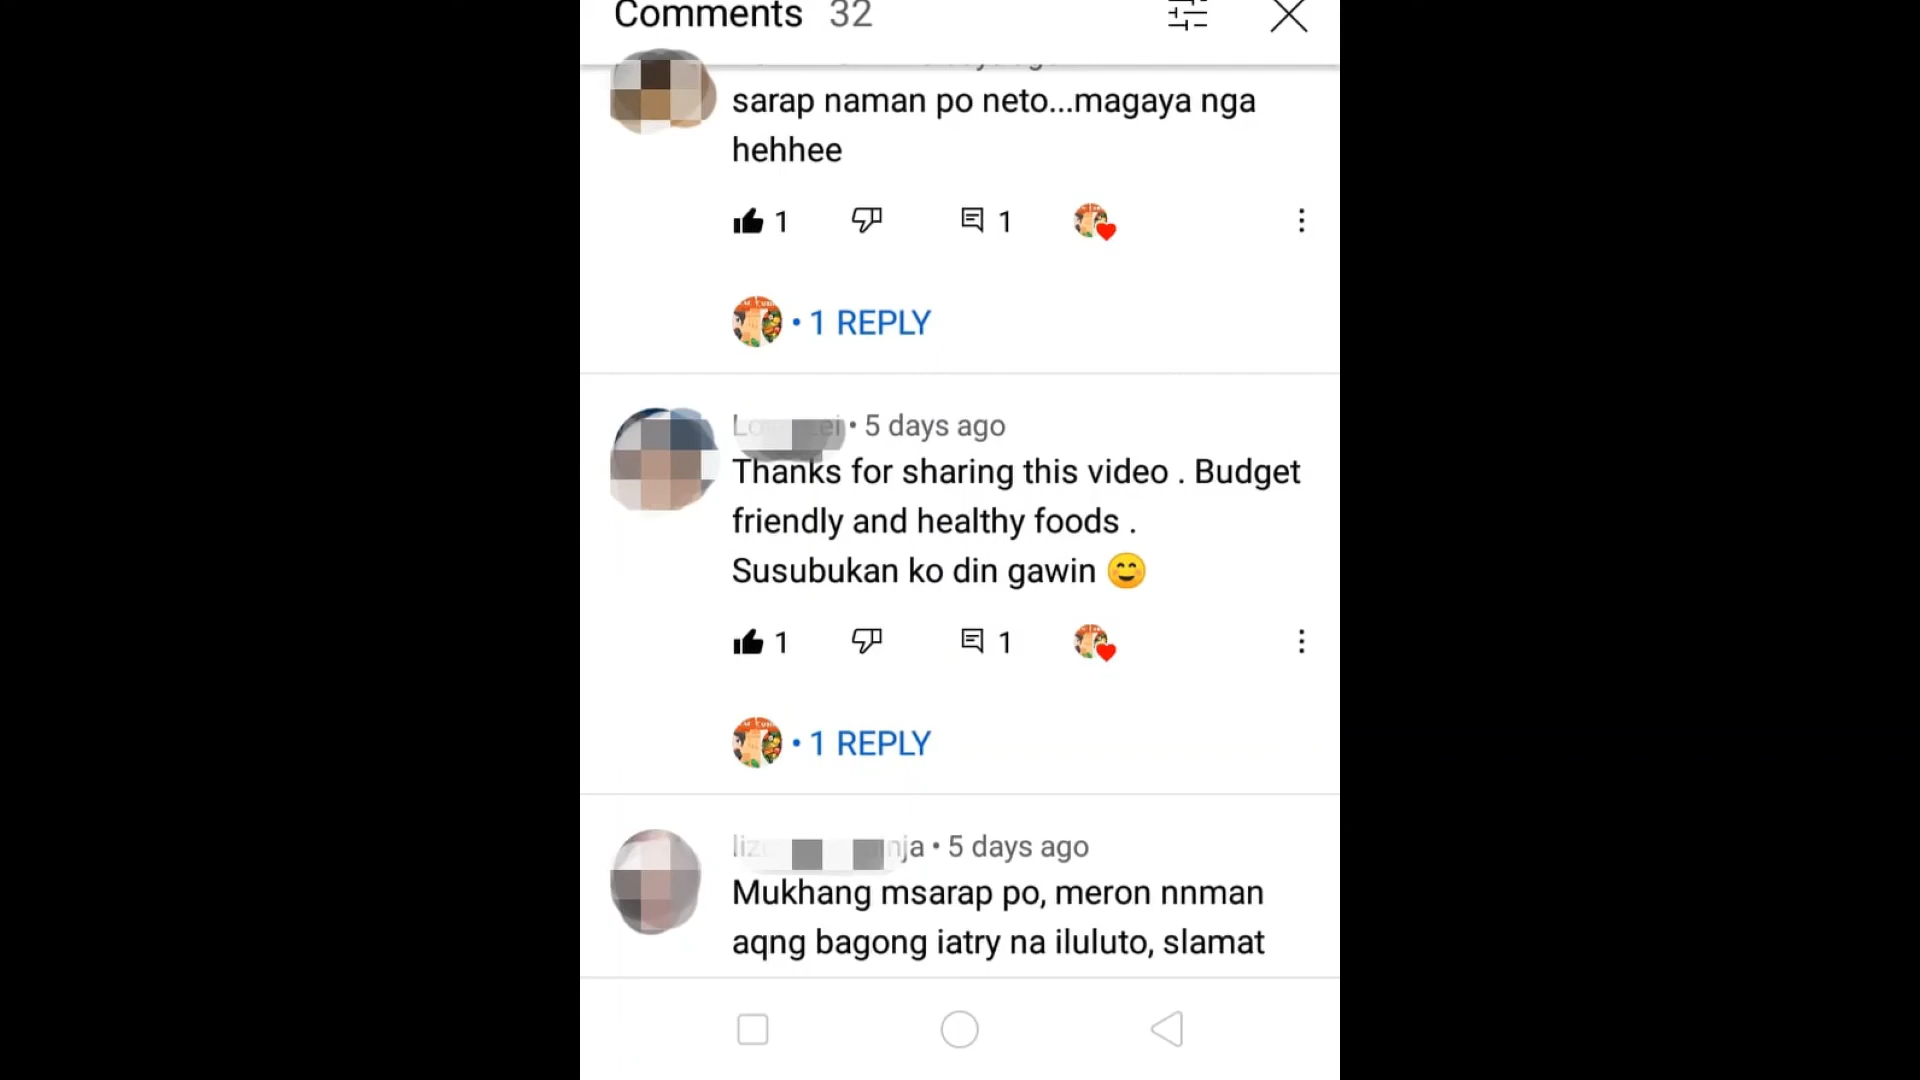 Comments 32
sarap naman po neto...magaya nga
hehhee
1
1
• 1 REPLY
• 5 days ago
Thanks for sharing this video . Budget
friendly and healthy foods .
Susubukan ko din gawin 😊
1
1
• 1 REPLY
• 5 days ago
Mukhang msarap po, meron nnman
aqng bagong iatry na iluluto, slamat